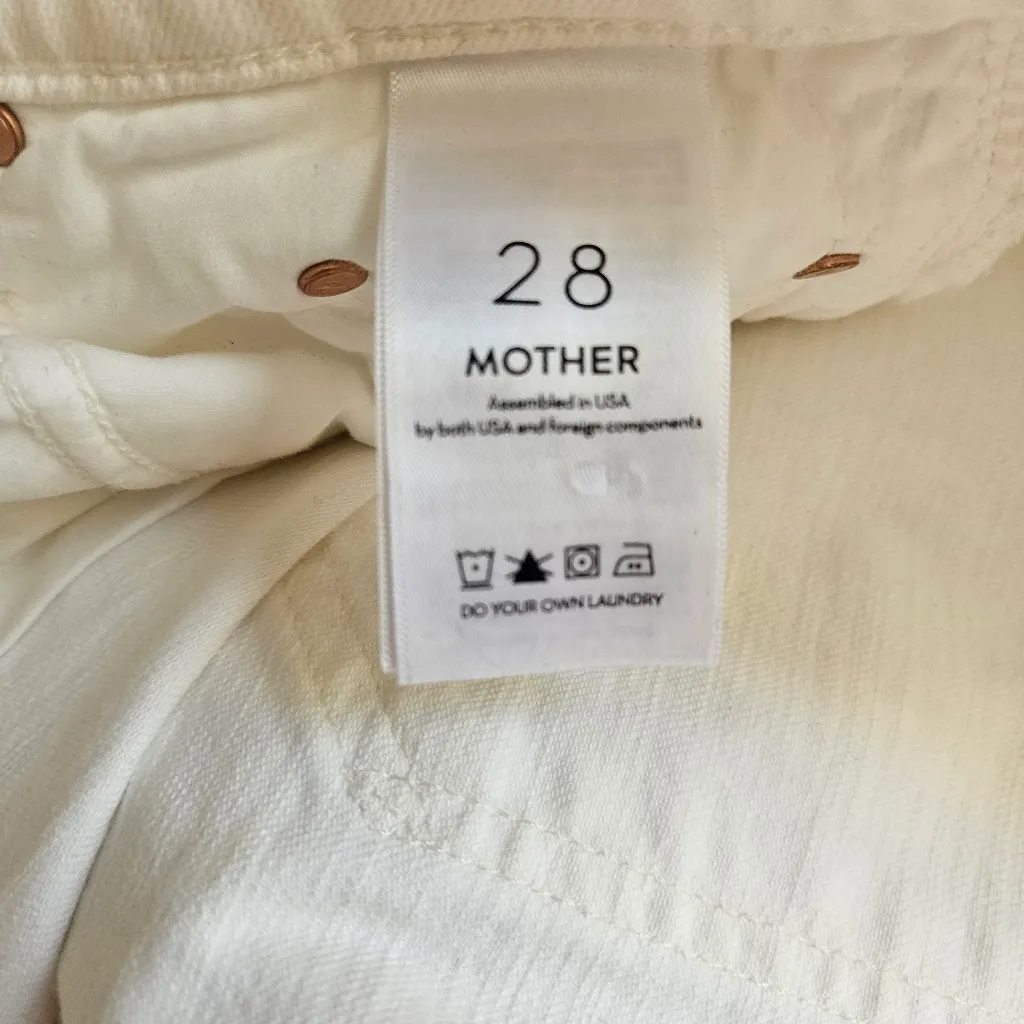 28
MOTHER
Assembled in USA
by both USA and foreign components
DO YOUR OWN LAUNDRY